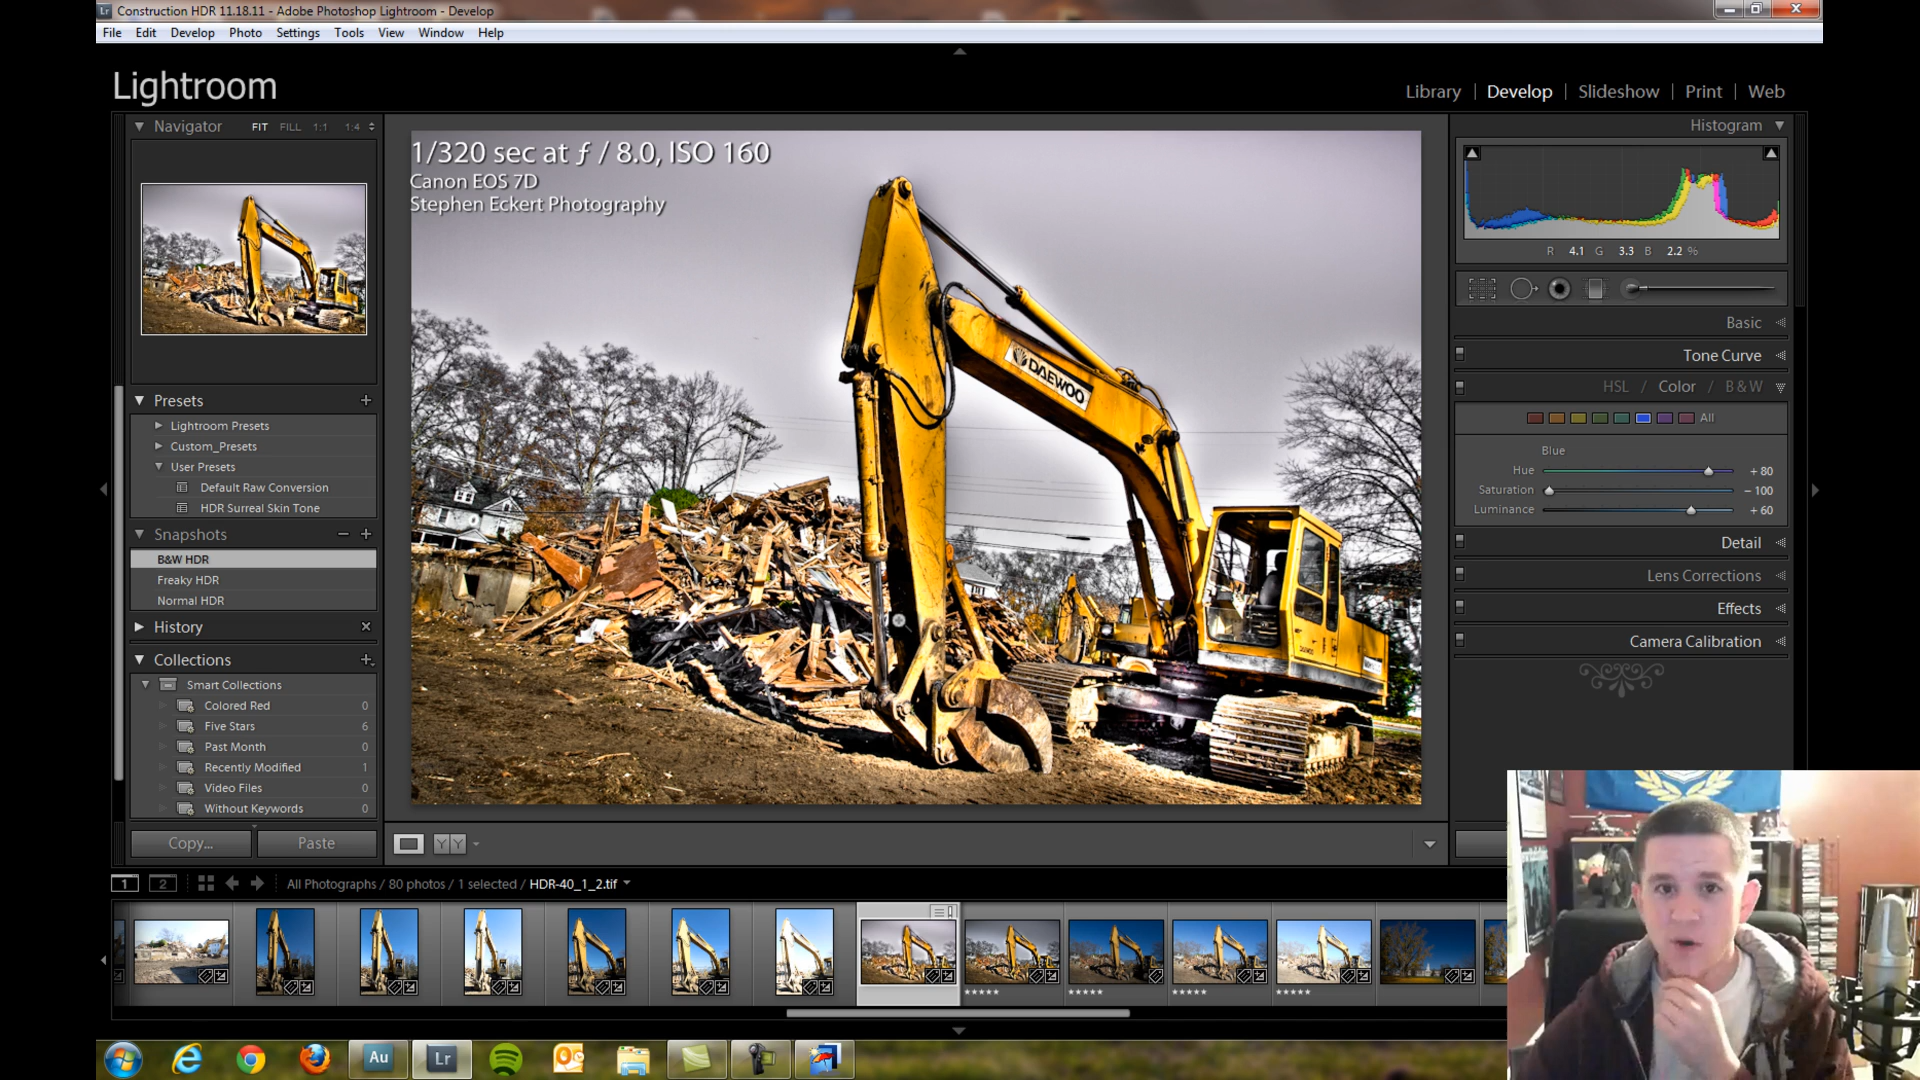 Construction HDR 11.18.11 - Adobe Photoshop Lightroom - Develop
File Edit Develop Photo Settings Tools View Window Help
Lightroom
Library | Develop | Slideshow | Print | Web
Navigator FIT FILL 1:1 1:4
Histogram
1/320 sec at ƒ / 8.0, ISO 160
Canon EOS 7D
Stephen Eckert Photography
DAEWOO
R 4.1 G 3.3 B 2.2 %
Basic
Tone Curve
HSL / Color / B & W
All
Blue
Hue + 80
Saturation − 100
Luminance + 60
Detail
Lens Corrections
Effects
Camera Calibration
Presets
Lightroom Presets
Custom_Presets
User Presets
Default Raw Conversion
HDR Surreal Skin Tone
Snapshots
B&W HDR
Freaky HDR
Normal HDR
History
Collections
Smart Collections
Colored Red 0
Five Stars 6
Past Month 0
Recently Modified 1
Video Files 0
Without Keywords 0
Copy... Paste
Y Y
1 2 All Photographs / 80 photos / 1 selected / HDR-40_1_2.tif
Au Lr